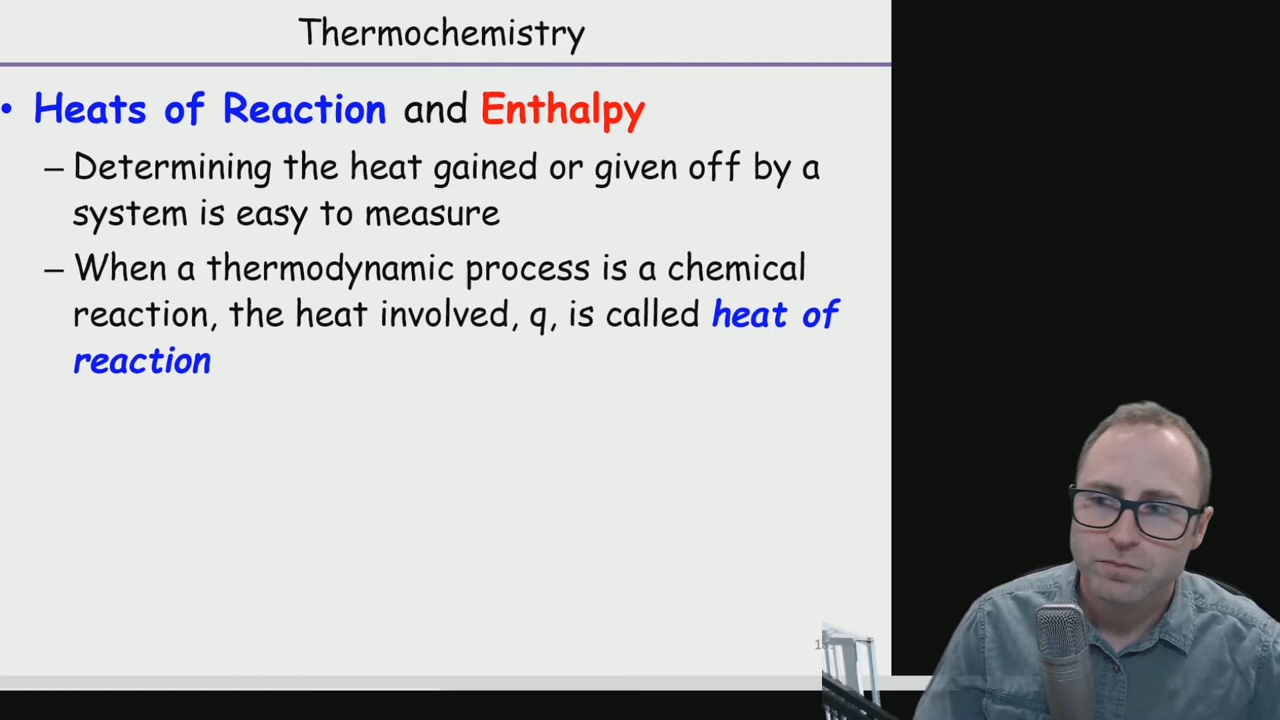 Thermochemistry
• Heats of Reaction and Enthalpy
– Determining the heat gained or given off by a
system is easy to measure
– When a thermodynamic process is a chemical
reaction, the heat involved, q, is called heat of
reaction